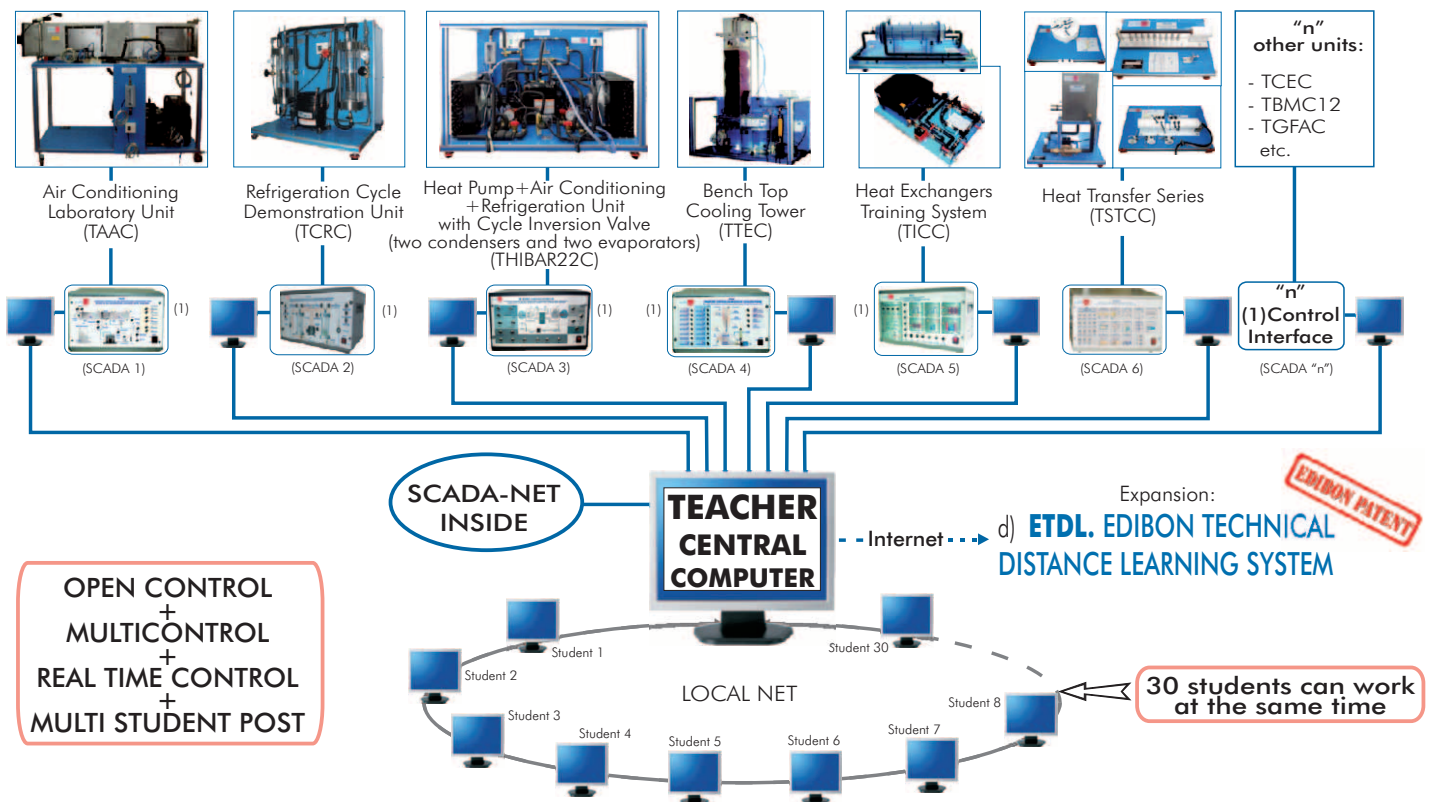 “n”
other units:
- TCEC
- TBMC12
- TGFAC
etc.
Air Conditioning
Laboratory Unit
(TAAC)
Refrigeration Cycle
Demonstration Unit
(TCRC)
Heat Pump+Air Conditioning
+Refrigeration Unit
with Cycle Inversion Valve
(two condensers and two evaporators)
(THIBAR22C)
Bench Top
Cooling Tower
(TTEC)
Heat Exchangers
Training System
(TICC)
Heat Transfer Series
(TSTCC)
(1)
(1)
(1)
(1)
(1)
(1)
“n”
(1)Control
Interface
(SCADA 1)
(SCADA 2)
(SCADA 3)
(SCADA 4)
(SCADA 5)
(SCADA 6)
(SCADA “n”)
SCADA-NET
INSIDE
TEACHER
CENTRAL
COMPUTER
Internet
Expansion:
d) ETDL. EDIBON TECHNICAL
DISTANCE LEARNING SYSTEM
EDIBON PATENT
OPEN CONTROL
+
MULTICONTROL
+
REAL TIME CONTROL
+
MULTI STUDENT POST
Student 1
Student 2
Student 3
Student 4
Student 5
Student 6
Student 7
Student 8
Student 30
LOCAL NET
30 students can work
at the same time